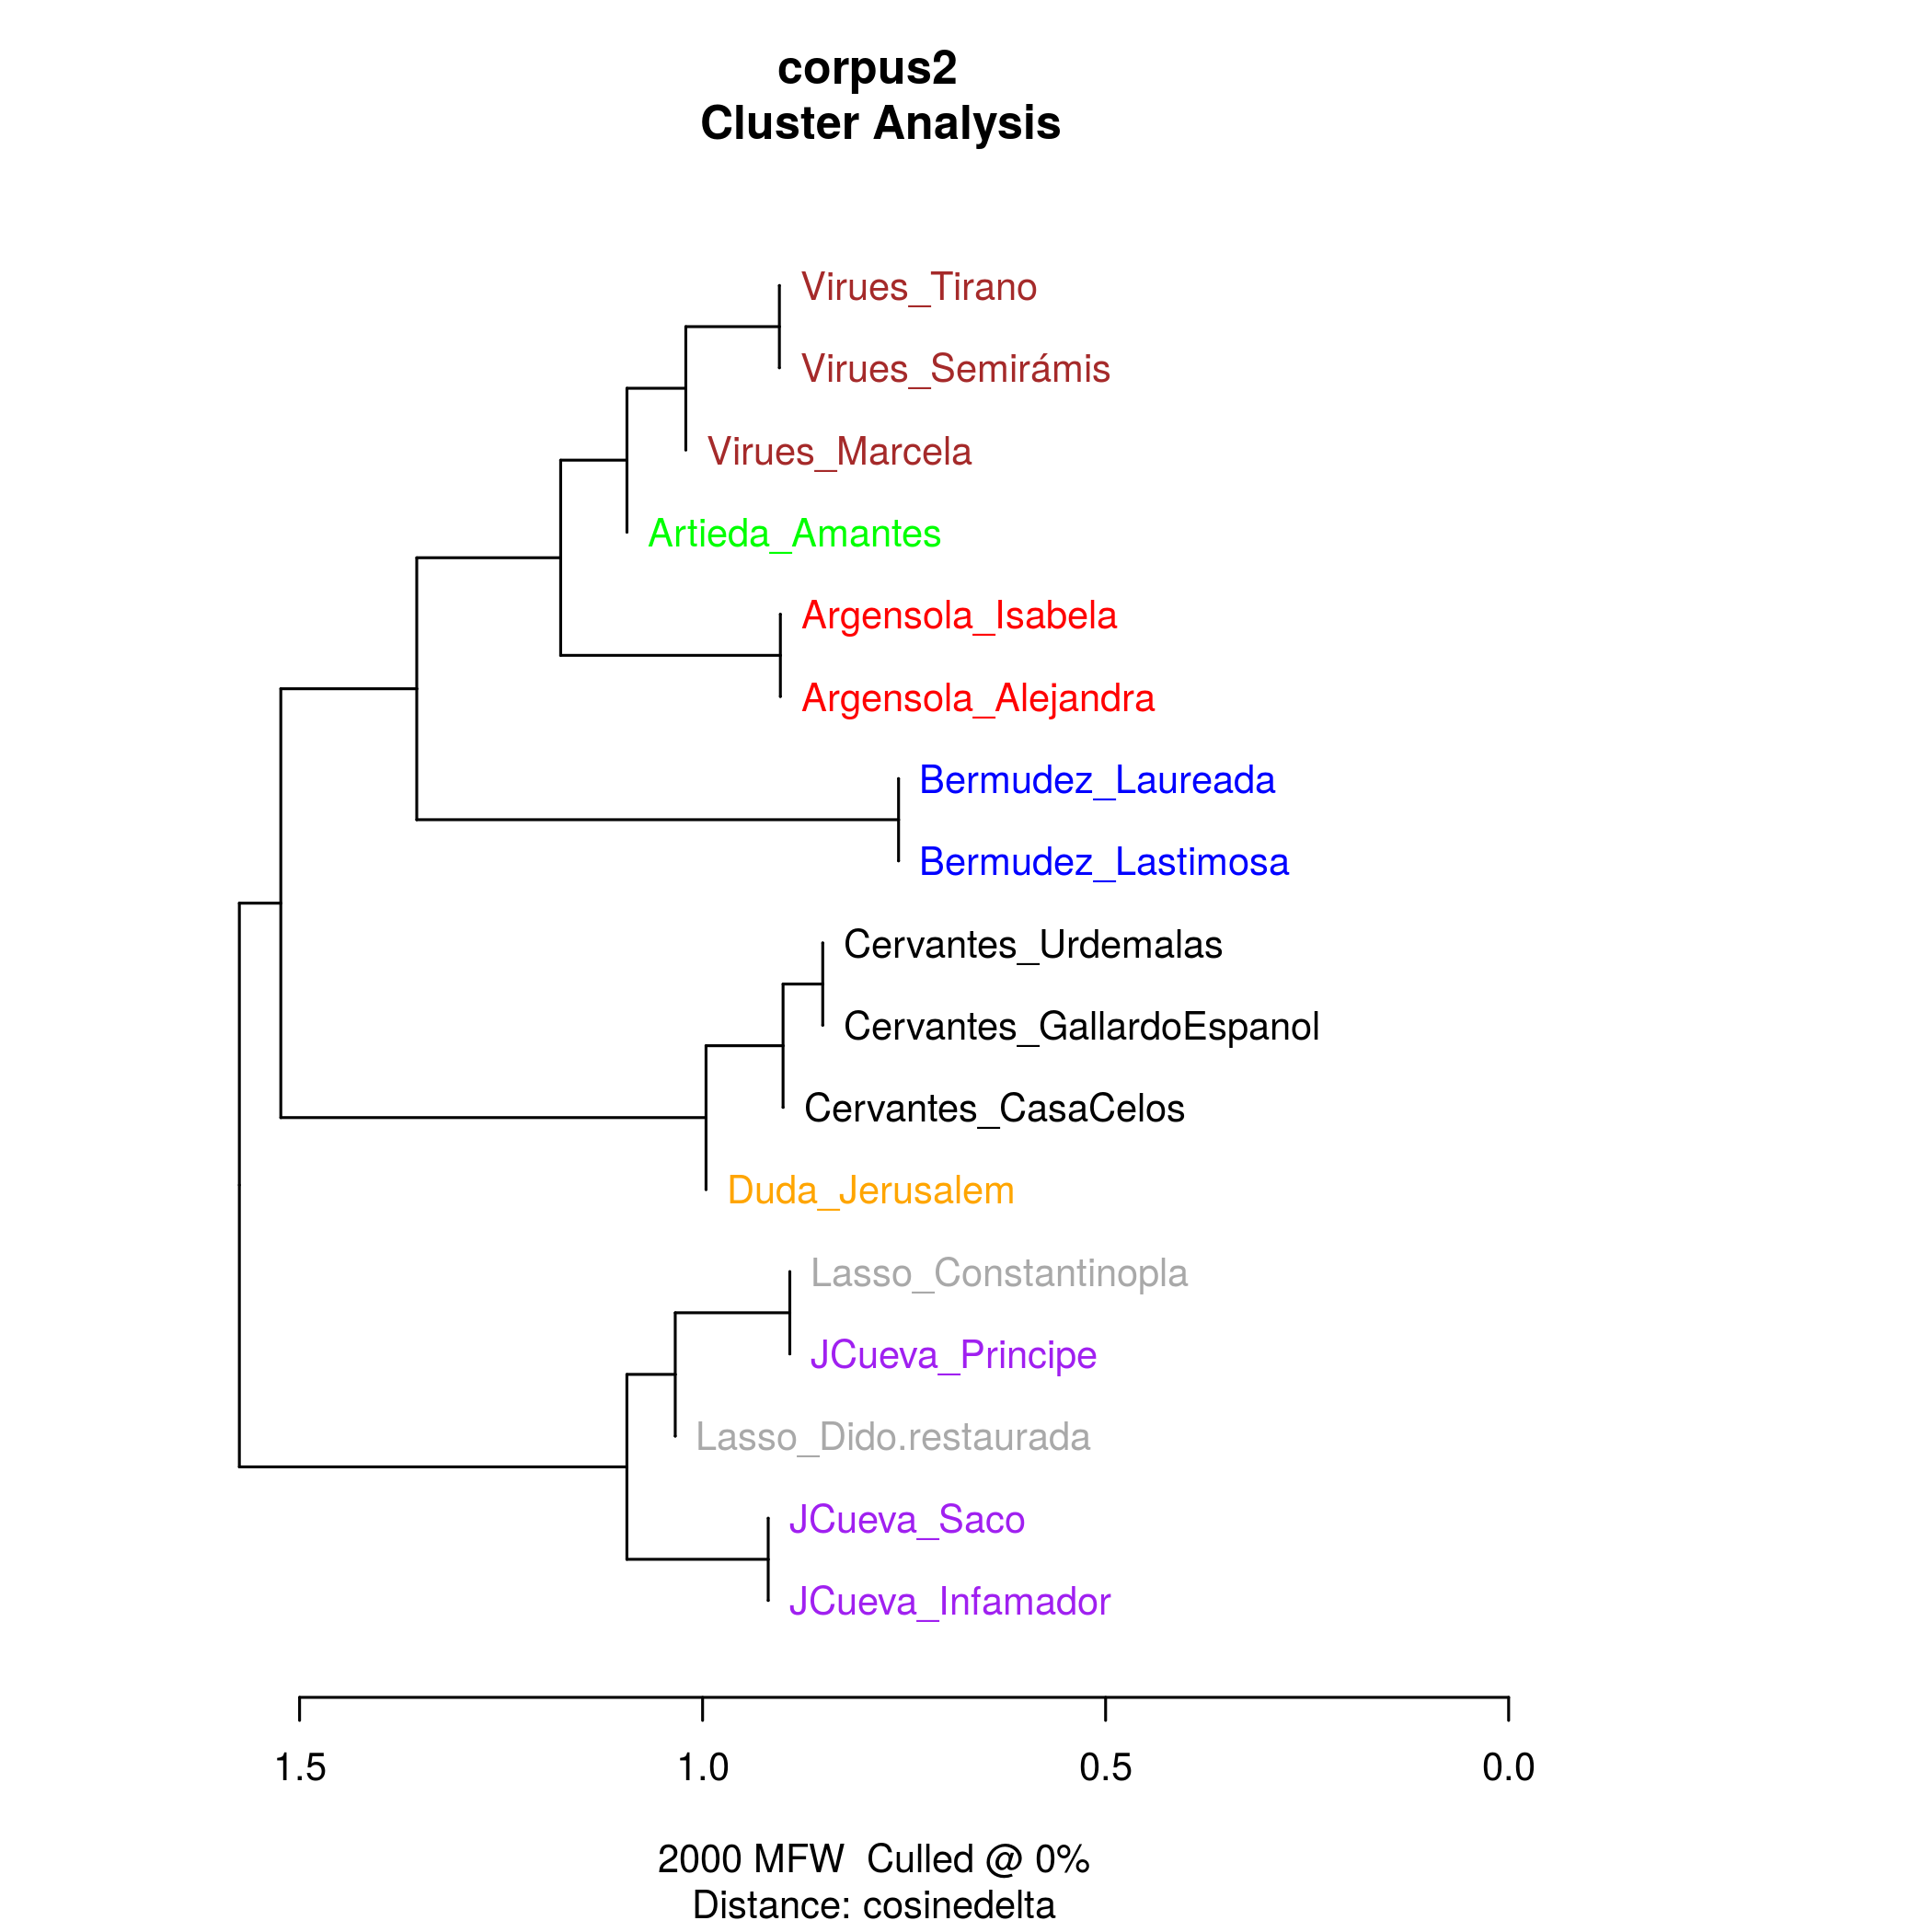 corpus2
Cluster Analysis
Virues_Tirano
Virues_Semirámis
Virues_Marcela
Artieda_Amantes
Argensola_Isabela
Argensola_Alejandra
Bermudez_Laureada
Bermudez_Lastimosa
Cervantes_Urdemalas
Cervantes_GallardoEspanol
Cervantes_CasaCelos
Duda_Jerusalem
Lasso_Constantinopla
JCueva_Principe
Lasso_Dido.restaurada
JCueva_Saco
JCueva_Infamador
1.5 1.0 0.5 0.0
2000 MFW  Culled @ 0%
Distance: cosinedelta